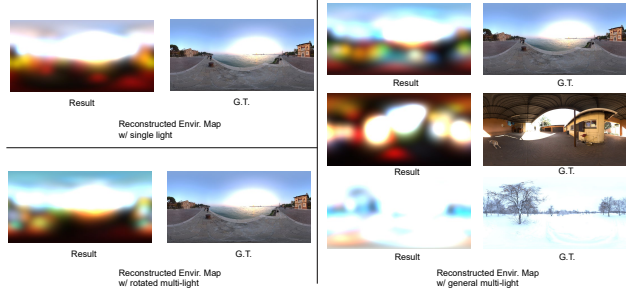 Result
G.T.
Reconstructed Envir. Map
w/ single light
Result
G.T.
Reconstructed Envir. Map
w/ rotated multi-light
Result
G.T.
Result
G.T.
Result
G.T.
Reconstructed Envir. Map
w/ general multi-light